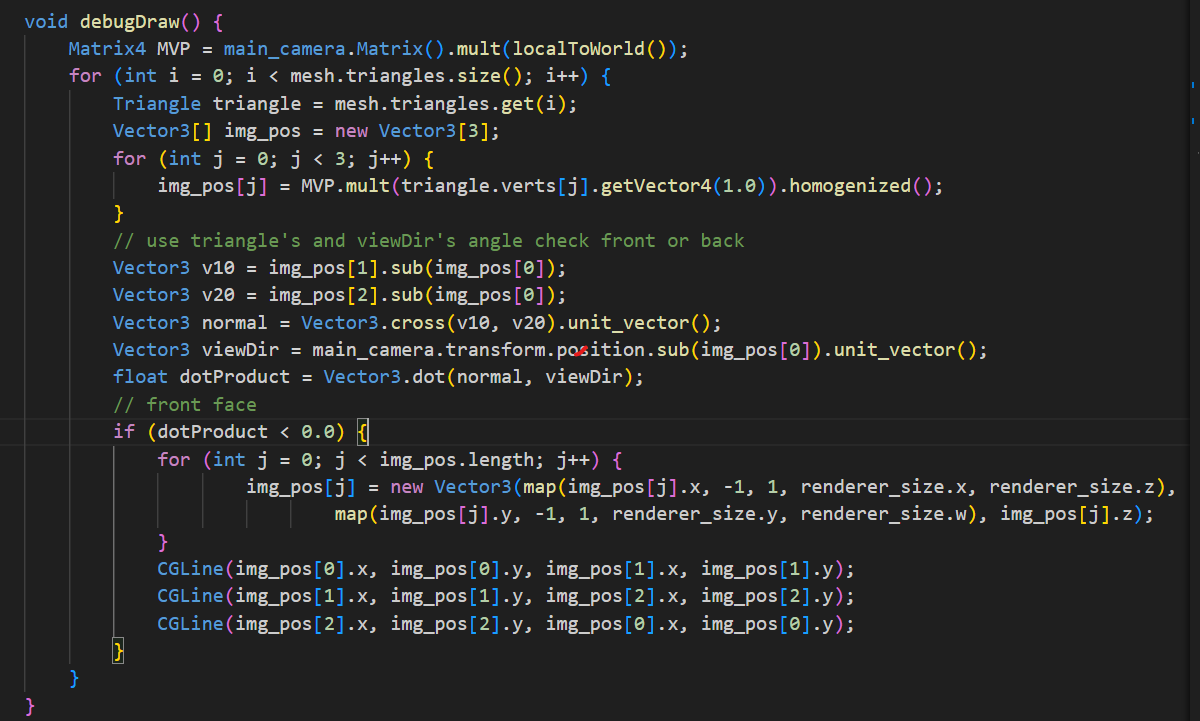 void debugDraw() {
    Matrix4 MVP = main_camera.Matrix().mult(localToWorld());
    for (int i = 0; i < mesh.triangles.size(); i++) {
        Triangle triangle = mesh.triangles.get(i);
        Vector3[] img_pos = new Vector3[3];
        for (int j = 0; j < 3; j++) {
            img_pos[j] = MVP.mult(triangle.verts[j].getVector4(1.0)).homogenized();
        }
        // use triangle's and viewDir's angle check front or back
        Vector3 v10 = img_pos[1].sub(img_pos[0]);
        Vector3 v20 = img_pos[2].sub(img_pos[0]);
        Vector3 normal = Vector3.cross(v10, v20).unit_vector();
        Vector3 viewDir = main_camera.transform.position.sub(img_pos[0]).unit_vector();
        float dotProduct = Vector3.dot(normal, viewDir);
        // front face
        if (dotProduct < 0.0) {
            for (int j = 0; j < img_pos.length; j++) {
                    img_pos[j] = new Vector3(map(img_pos[j].x, -1, 1, renderer_size.x, renderer_size.z),
                            map(img_pos[j].y, -1, 1, renderer_size.y, renderer_size.w), img_pos[j].z);
            }
            CGLine(img_pos[0].x, img_pos[0].y, img_pos[1].x, img_pos[1].y);
            CGLine(img_pos[1].x, img_pos[1].y, img_pos[2].x, img_pos[2].y);
            CGLine(img_pos[2].x, img_pos[2].y, img_pos[0].x, img_pos[0].y);
        }
    }
}